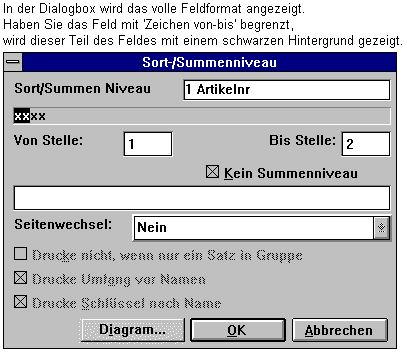 In der Dialogbox wird das volle Feldformat angezeigt.
Haben Sie das Feld mit 'Zeichen von-bis' begrenzt,
wird dieser Teil des Feldes mit einem schwarzen Hintergrund gezeigt.
Sort-/Summenniveau
Sort/Summen Niveau 1 Artikelnr
xxxx
Von Stelle: 1 Bis Stelle: 2
Kein Summenniveau
Seitenwechsel: Nein
Drucke nicht, wenn nur ein Satz in Gruppe
Drucke Umfang vor Namen
Drucke Schlüssel nach Name
Diagram... OK Abbrechen